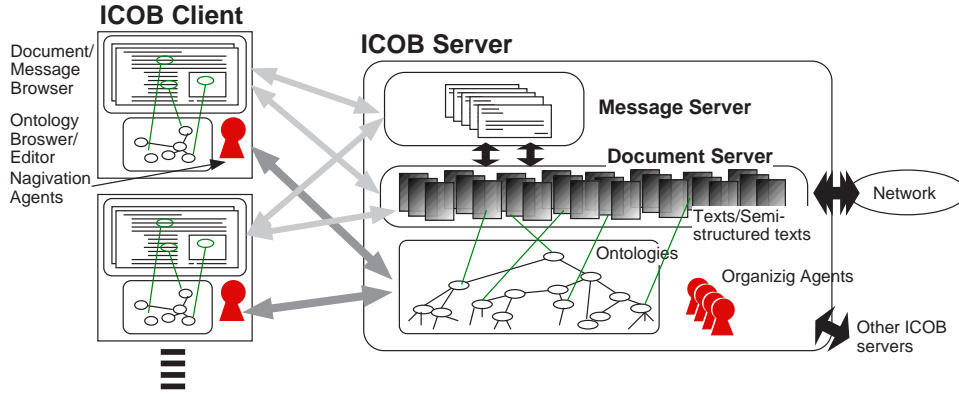 ICOB Client
Document/
Message
Browser
Ontology
Broswer/
Editor
Nagivation
Agents
ICOB Server
Message Server
Document Server
Texts/Semi-
structured texts
Ontologies
Organizig Agents
Network
Other ICOB
servers